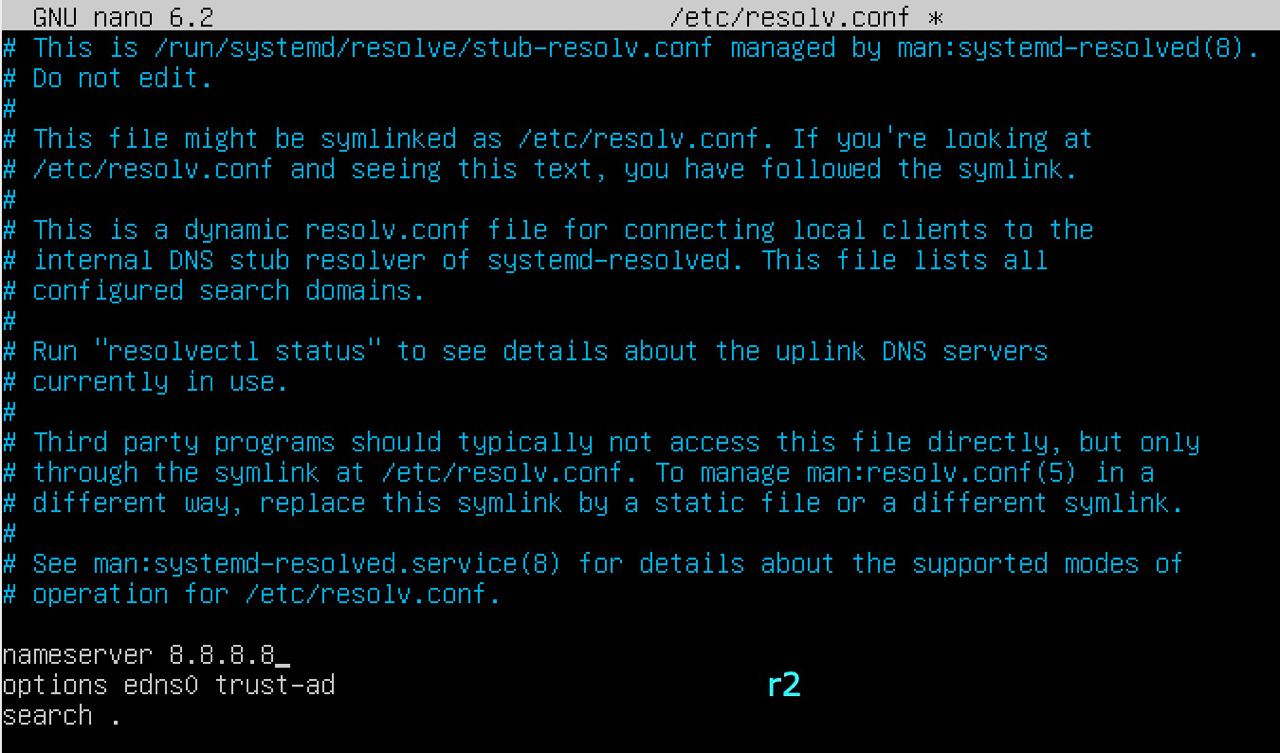 GNU nano 6.2 /etc/resolv.conf *
# This is /run/systemd/resolve/stub-resolv.conf managed by man:systemd-resolved(8).
# Do not edit.
#
# This file might be symlinked as /etc/resolv.conf. If you're looking at
# /etc/resolv.conf and seeing this text, you have followed the symlink.
#
# This is a dynamic resolv.conf file for connecting local clients to the
# internal DNS stub resolver of systemd-resolved. This file lists all
# configured search domains.
#
# Run "resolvectl status" to see details about the uplink DNS servers
# currently in use.
#
# Third party programs should typically not access this file directly, but only
# through the symlink at /etc/resolv.conf. To manage man:resolv.conf(5) in a
# different way, replace this symlink by a static file or a different symlink.
#
# See man:systemd-resolved.service(8) for details about the supported modes of
# operation for /etc/resolv.conf.
nameserver 8.8.8.8_
options edns0 trust-ad
r2
search .